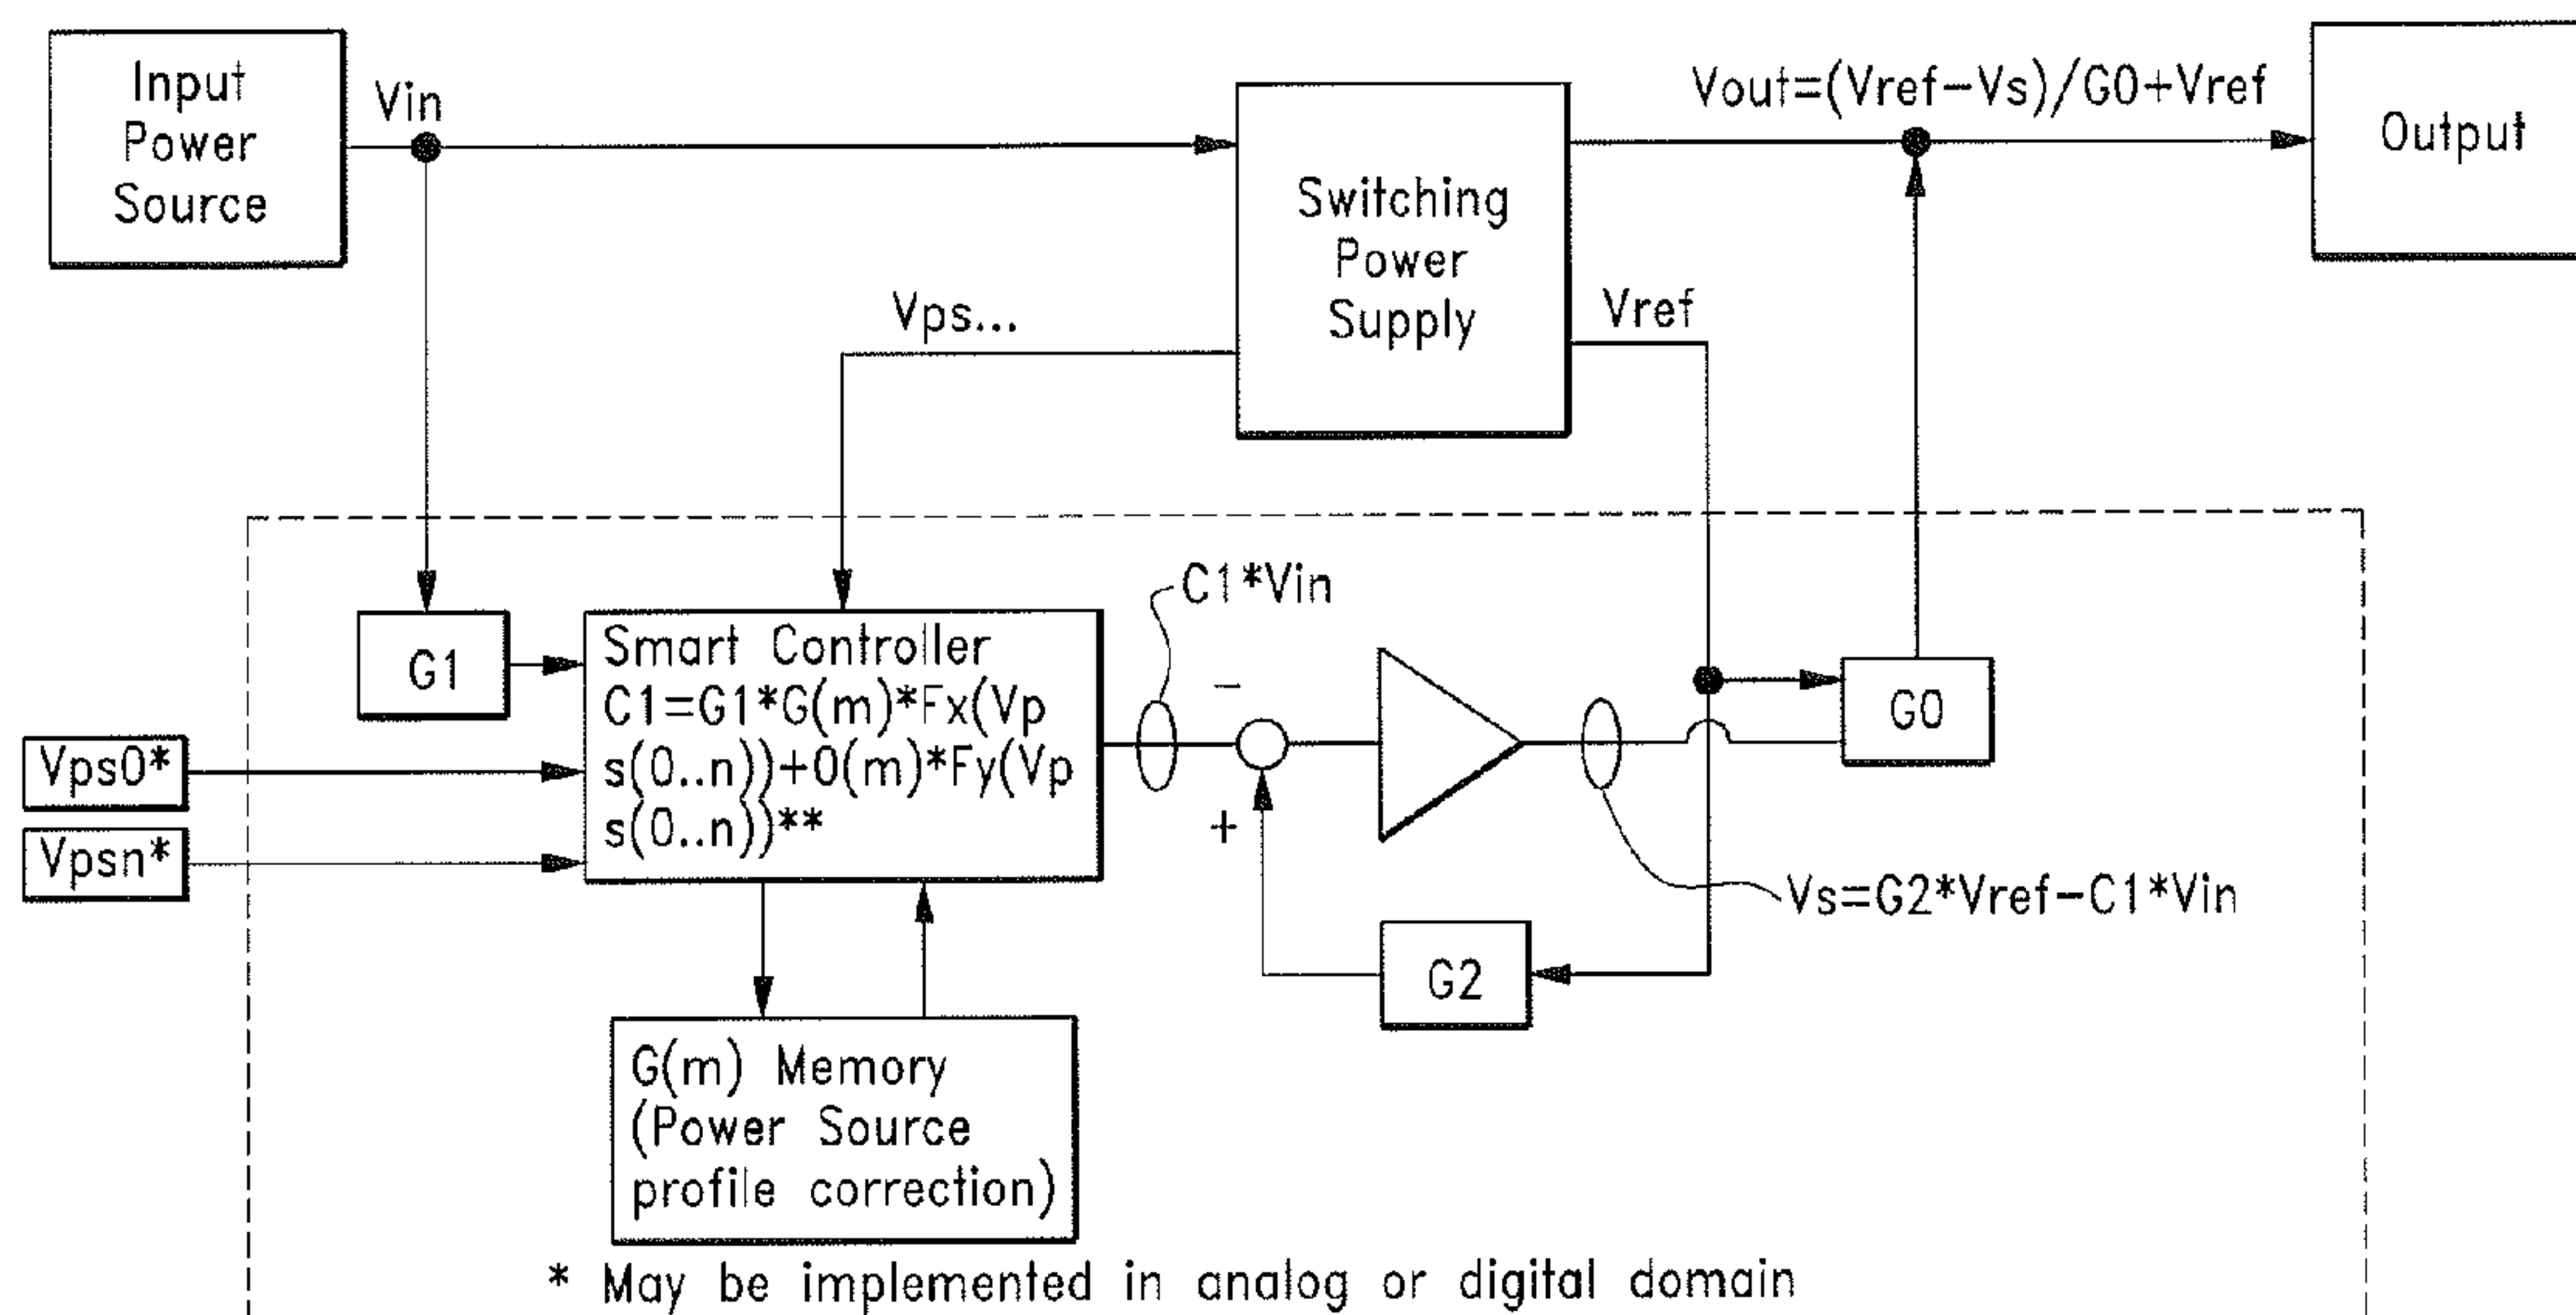 Input
Power
Source
Vin
Switching
Power
Supply
Vout=(Vref-Vs)/G0+Vref
Output
Vps...
Vref
G1
Smart Controller
C1=G1*G(m)*Fx(Vp
s(0..n))+O(m)*Fy(Vp
s(0..n))**
C1*Vin
-
+
G0
Vps0*
Vpsn*
Vs=G2*Vref-C1*Vin
G2
G(m) Memory
(Power Source
profile correction)
* May be implemented in analog or digital domain